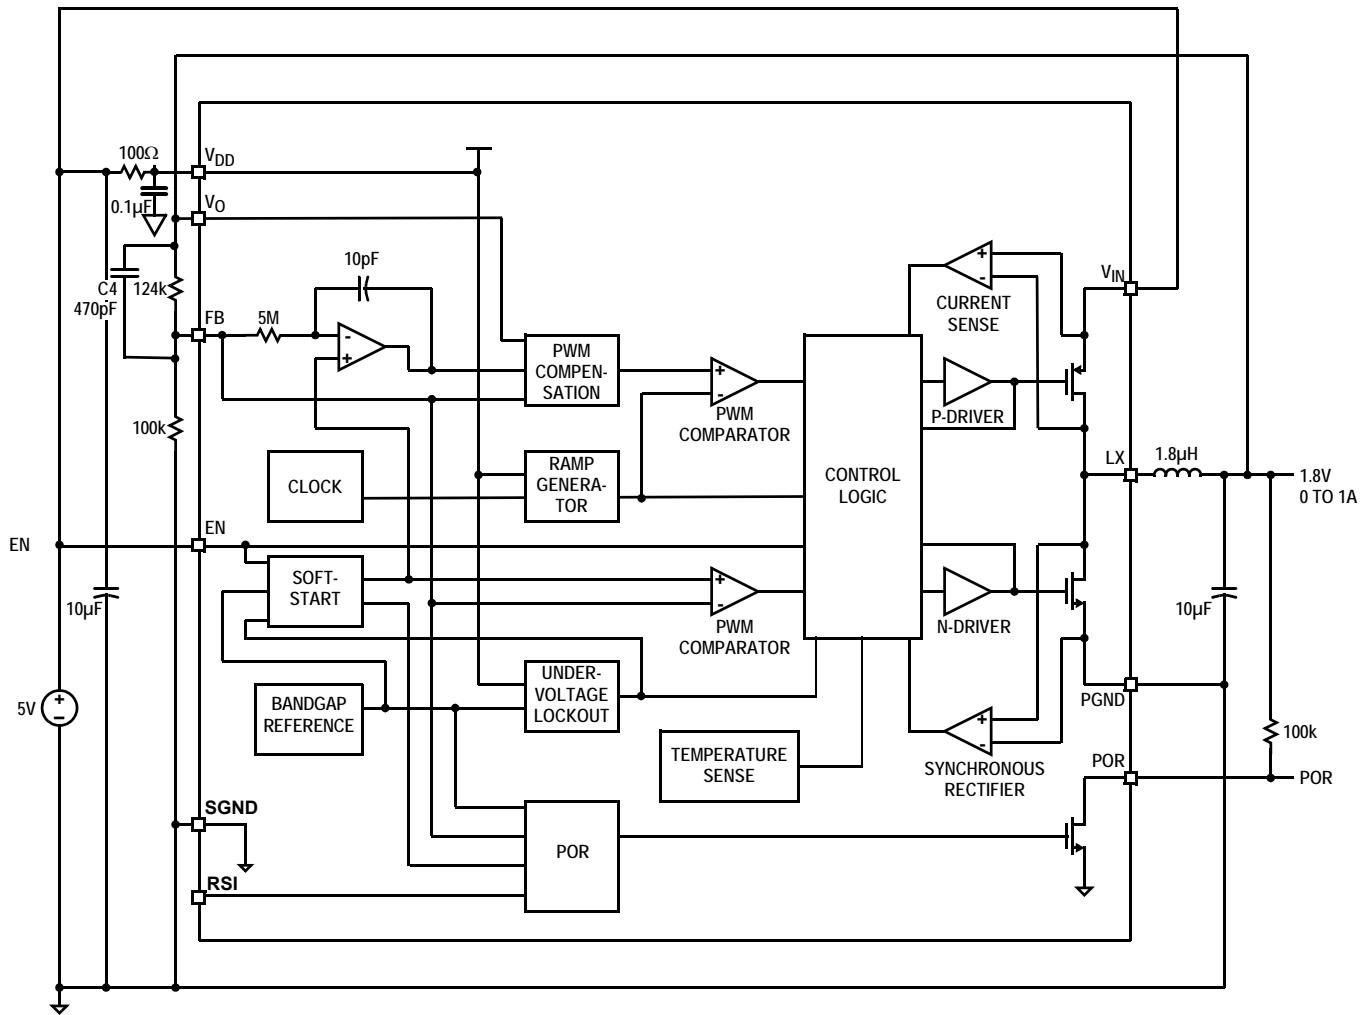 100Ω
V_DD
0.1µF
V_O
C4
470pF
124k
FB
5M
10pF
-
+
PWM
COMPEN-
SATION
+
-
PWM
COMPARATOR
+
-
CURRENT
SENSE
V_IN
P-DRIVER
100k
CLOCK
RAMP
GENERA-
TOR
CONTROL
LOGIC
LX
1.8µH
1.8V
0 TO 1A
EN
EN
SOFT-
START
+
-
PWM
COMPARATOR
N-DRIVER
10µF
10µF
5V
+
-
BANDGAP
REFERENCE
UNDER-
VOLTAGE
LOCKOUT
TEMPERATURE
SENSE
+
-
SYNCHRONOUS
RECTIFIER
PGND
100k
POR
POR
SGND
POR
RSI